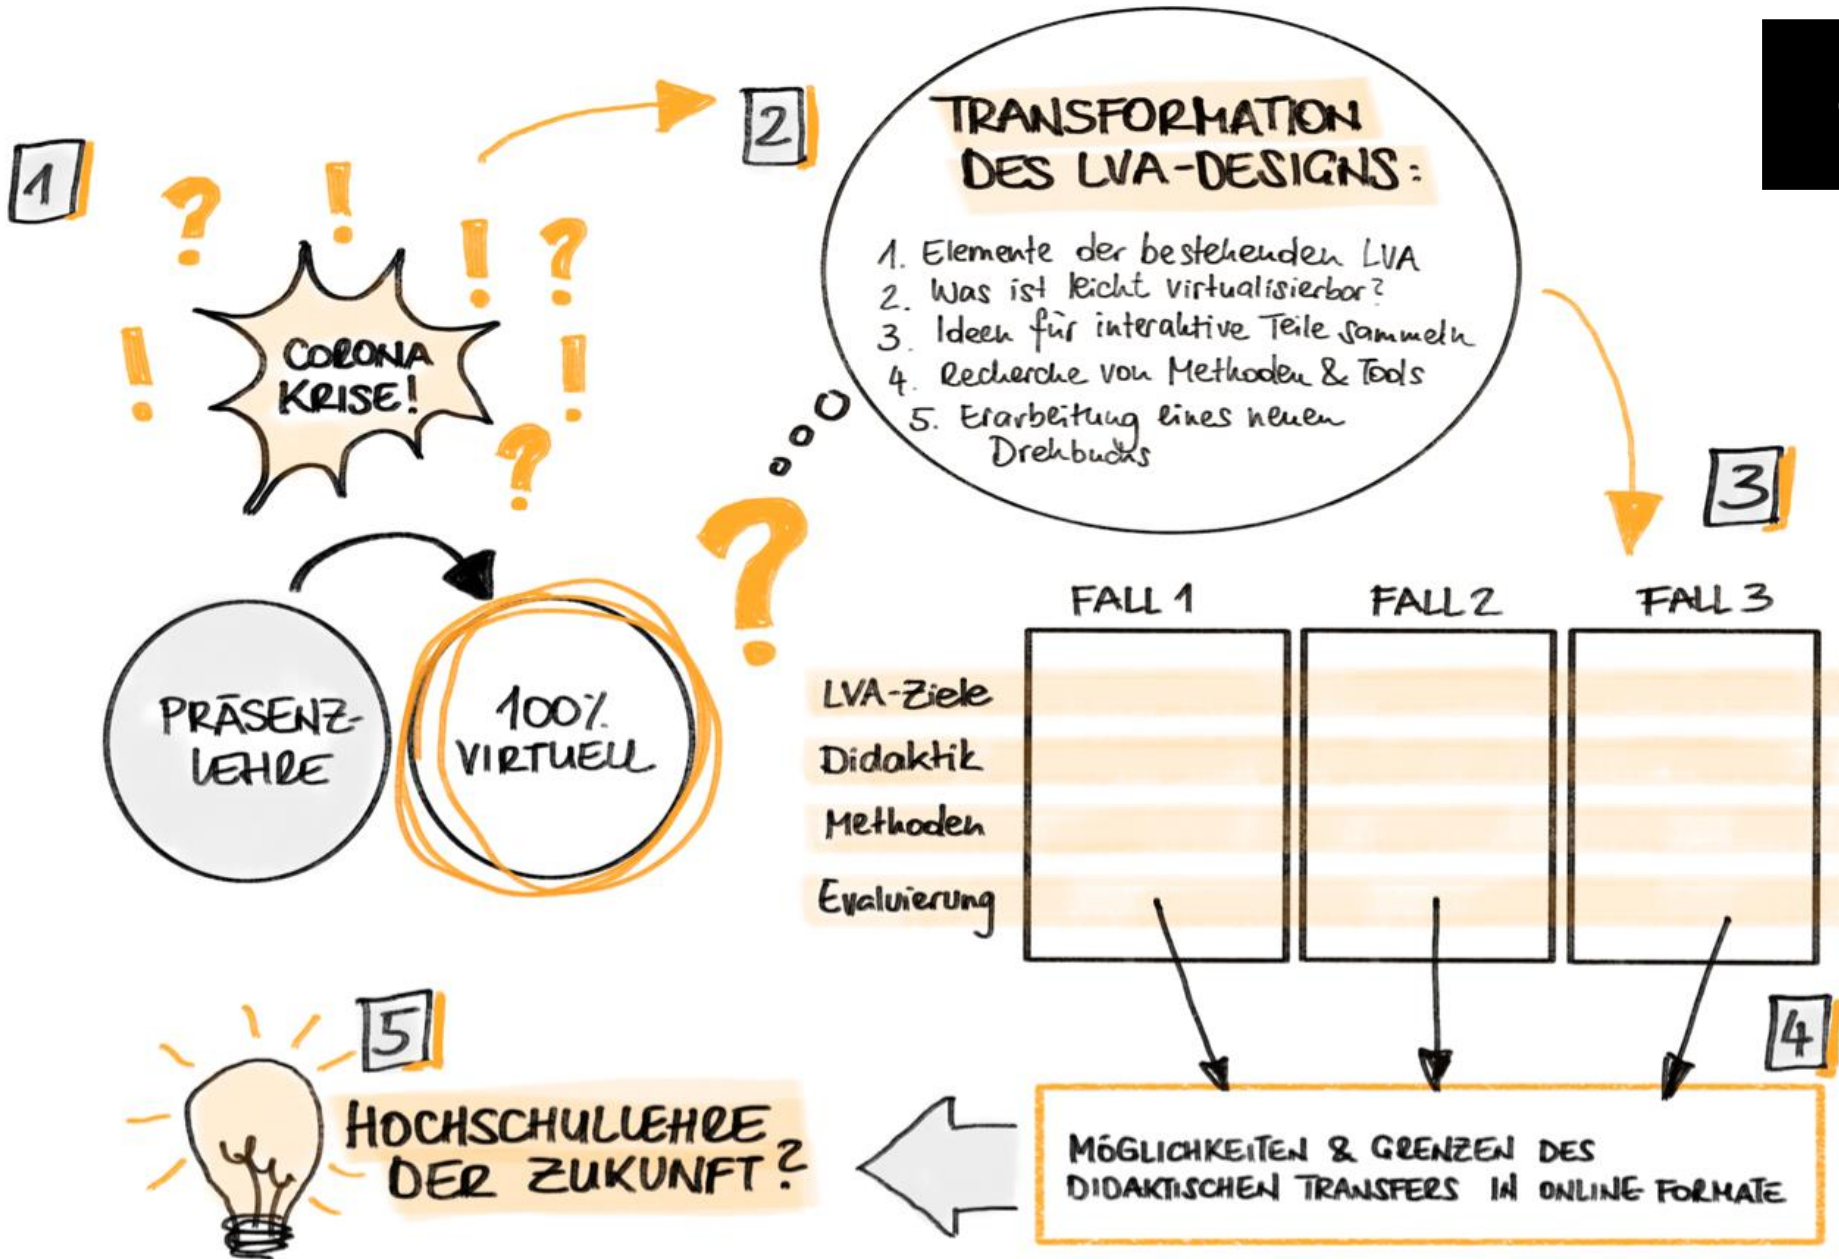 1
CORONA
KRISE!
PRÄSENZ-
LEHRE
100%
VIRTUELL
2
TRANSFORMATION
DES LVA-DESIGNS:
1. Elemente der bestehenden LVA
2. Was ist leicht virtualisierbar?
3. Ideen für interaktive Teile sammeln
4. Recherche von Methoden & Tools
5. Erarbeitung eines neuen
Drehbuchs
3
FALL 1
FALL 2
FALL 3
LVA-Ziele
Didaktik
Methoden
Evaluierung
4
MÖGLICHKEITEN & GRENZEN DES
DIDAKTISCHEN TRANSFERS IN ONLINE FORMATE
5
HOCHSCHULLEHRE
DER ZUKUNFT?